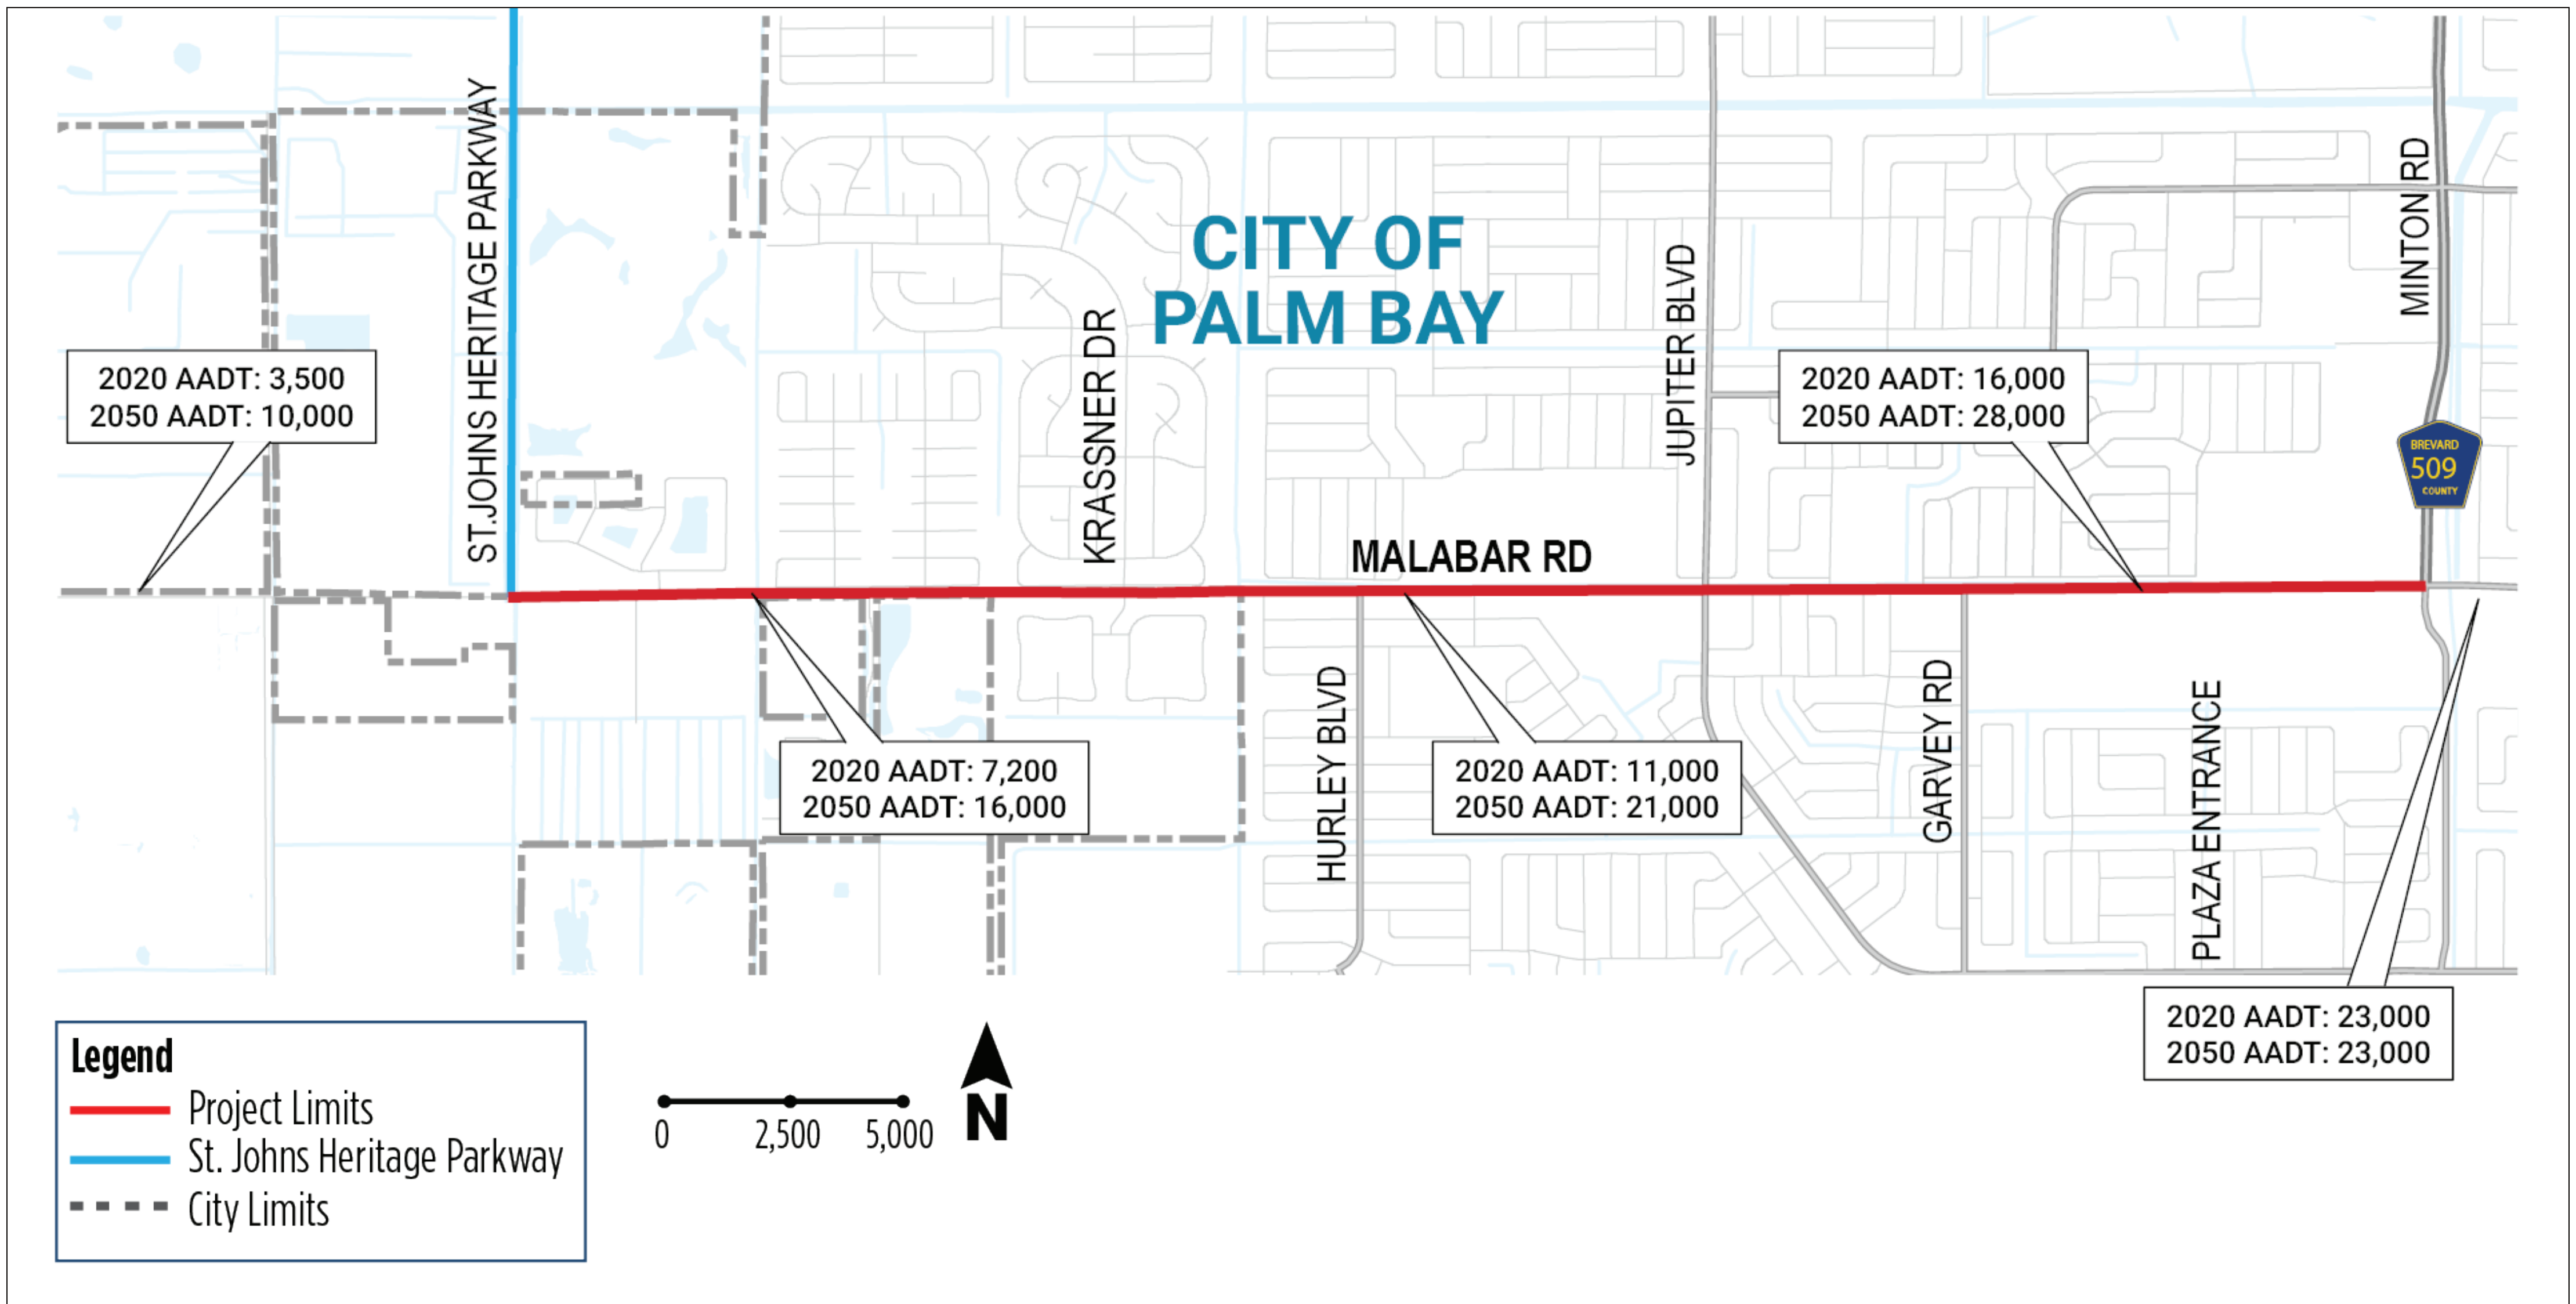 ST.JOHNS HERITAGE PARKWAY
CITY OF
PALM BAY
KRASSNER DR
JUPITER BLVD
MINTON RD
2020 AADT: 3,500
2050 AADT: 10,000
2020 AADT: 16,000
2050 AADT: 28,000
BREVARD
509
COUNTY
MALABAR RD
HURLEY BLVD
GARVEY RD
PLAZA ENTRANCE
2020 AADT: 7,200
2050 AADT: 16,000
2020 AADT: 11,000
2050 AADT: 21,000
2020 AADT: 23,000
2050 AADT: 23,000
Legend
Project Limits
St. Johns Heritage Parkway
City Limits
0 2,500 5,000
N